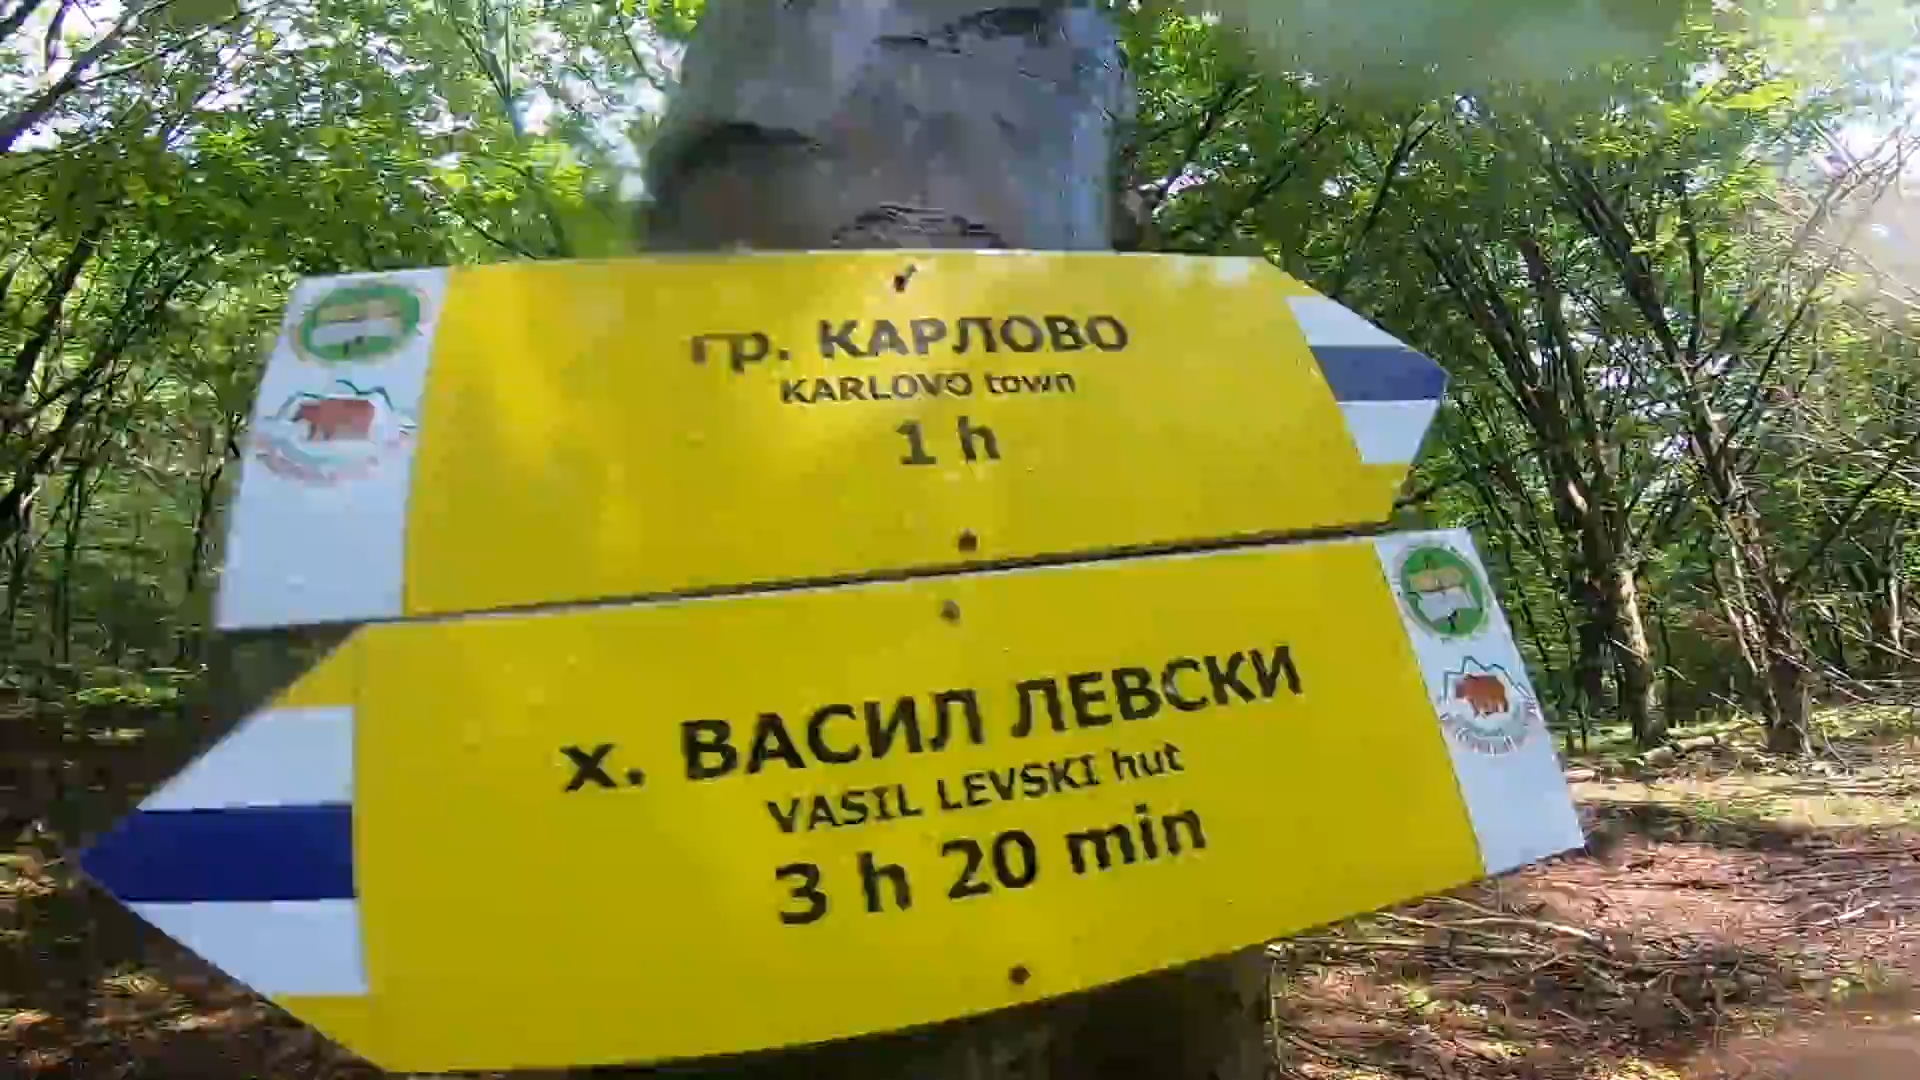 гр. КАРЛОВО
KARLOVO town
1 h
х. ВАСИЛ ЛЕВСКИ
VASIL LEVSKI hut
3 h 20 min